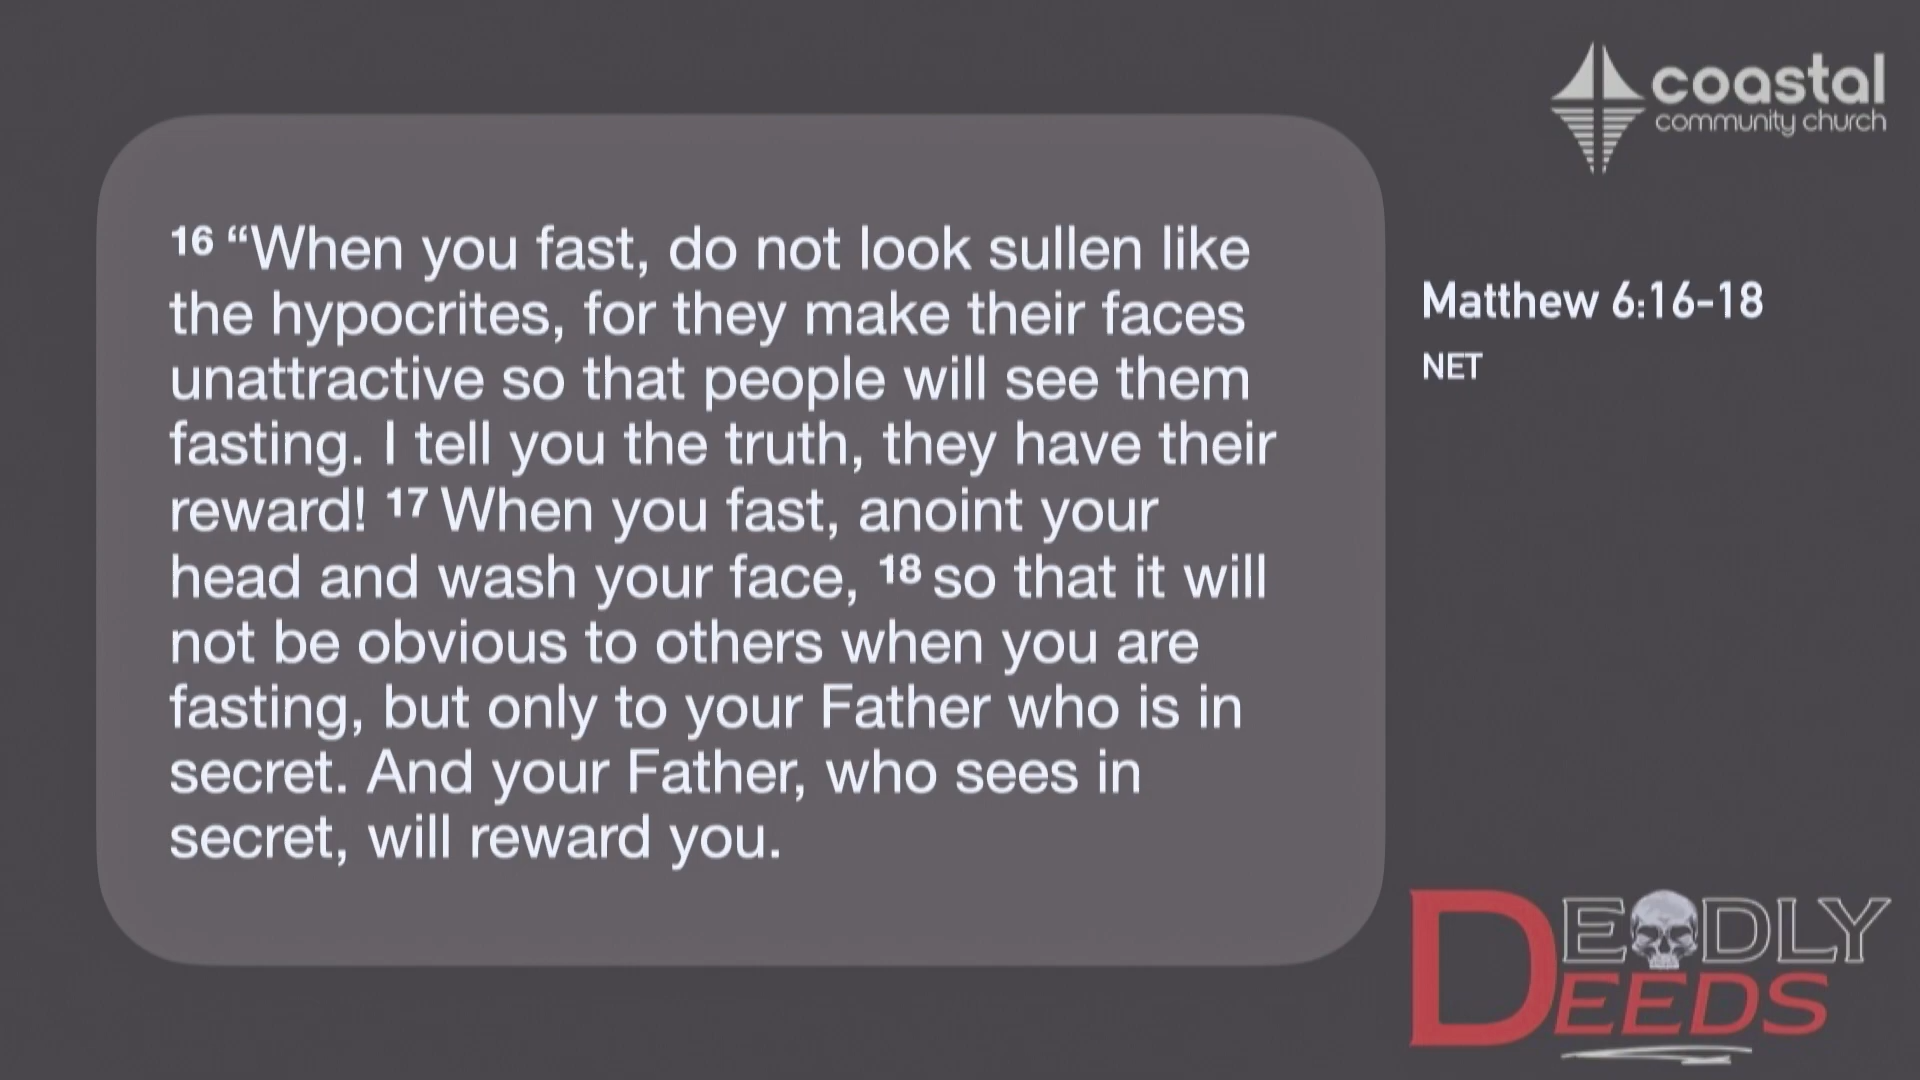 coastal
community church
16 “When you fast, do not look sullen like
the hypocrites, for they make their faces
unattractive so that people will see them
fasting. I tell you the truth, they have their
reward! 17 When you fast, anoint your
head and wash your face, 18 so that it will
not be obvious to others when you are
fasting, but only to your Father who is in
secret. And your Father, who sees in
secret, will reward you.
Matthew 6:16-18
NET
DEADLY
DEEDS